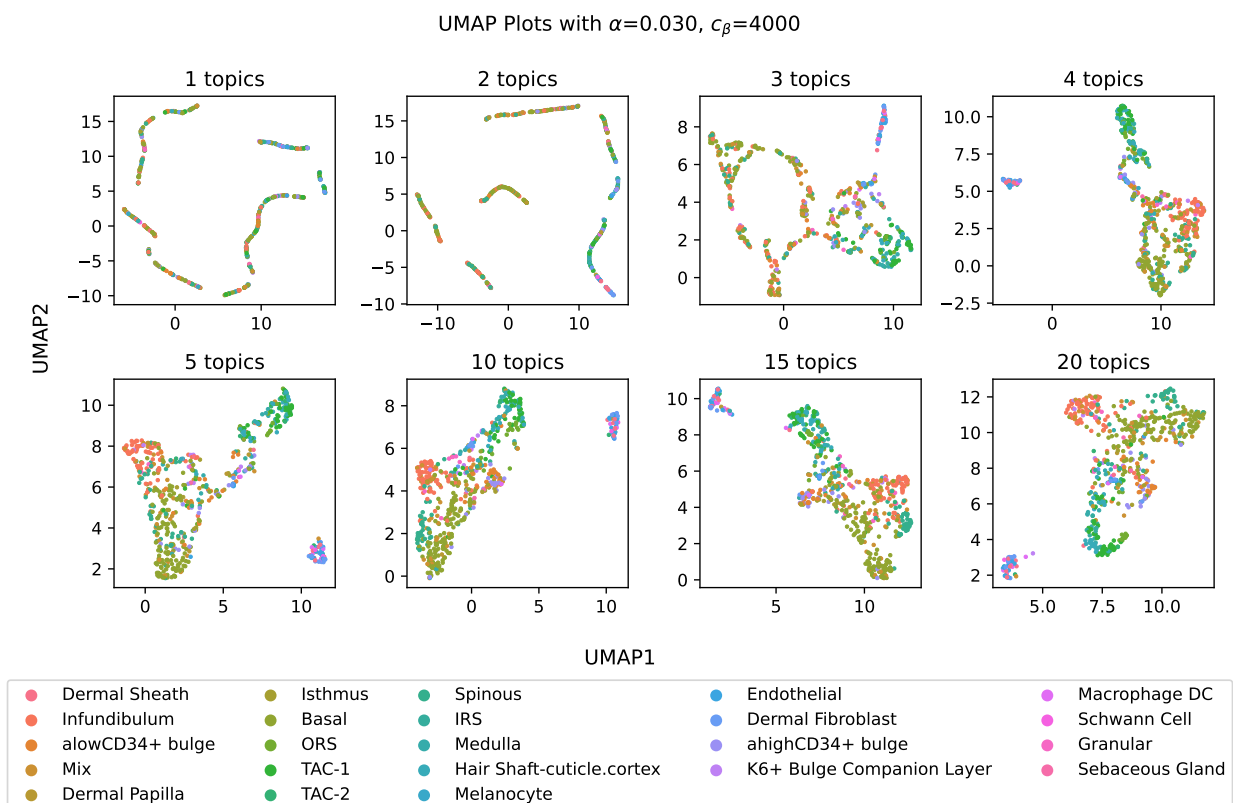 UMAP Plots with α=0.030, cβ=4000
1 topics 2 topics 3 topics 4 topics
15
10
5
0
−5
−10
0 10
15
10
5
0
−5
−10
−10 0 10
8
6
4
2
0
0 10
10.0
7.5
5.0
2.5
0.0
−2.5
0 10
UMAP2
5 topics 10 topics 15 topics 20 topics
10
8
6
4
2
0 5 10
8
6
4
2
0
0 5 10
10
8
6
4
2
0
5 10
12
10
8
6
4
2
5.0 7.5 10.0
UMAP1
Dermal Sheath
Infundibulum
alowCD34+ bulge
Mix
Dermal Papilla
Isthmus
Basal
ORS
TAC-1
TAC-2
Spinous
IRS
Medulla
Hair Shaft-cuticle.cortex
Melanocyte
Endothelial
Dermal Fibroblast
ahighCD34+ bulge
K6+ Bulge Companion Layer
Macrophage DC
Schwann Cell
Granular
Sebaceous Gland